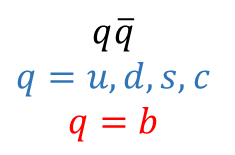 qq̄
q = u, d, s, c
q = b